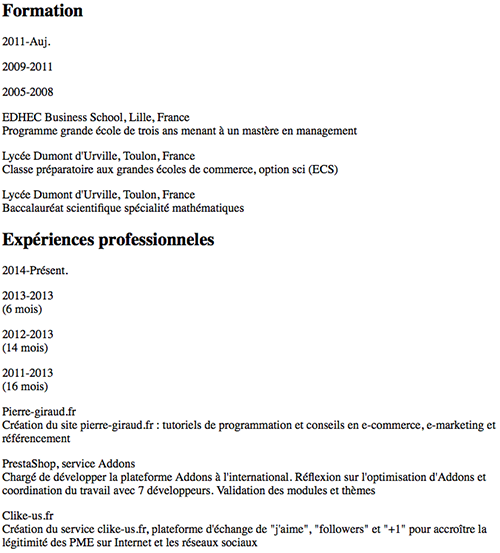 Formation
2011-Auj.
2009-2011
2005-2008
EDHEC Business School, Lille, France
Programme grande école de trois ans menant à un mastère en management
Lycée Dumont d'Urville, Toulon, France
Classe préparatoire aux grandes écoles de commerce, option sci (ECS)
Lycée Dumont d'Urville, Toulon, France
Baccalauréat scientifique spécialité mathématiques
Expériences professionneles
2014-Présent.
2013-2013
(6 mois)
2012-2013
(14 mois)
2011-2013
(16 mois)
Pierre-giraud.fr
Création du site pierre-giraud.fr : tutoriels de programmation et conseils en e-commerce, e-marketing et
référencement
PrestaShop, service Addons
Chargé de développer la plateforme Addons à l'international. Réflexion sur l'optimisation d'Addons et
coordination du travail avec 7 développeurs. Validation des modules et thèmes
Clike-us.fr
Création du service clike-us.fr, plateforme d'échange de "j'aime", "followers" et "+1" pour accroître la
légitimité des PME sur Internet et les réseaux sociaux